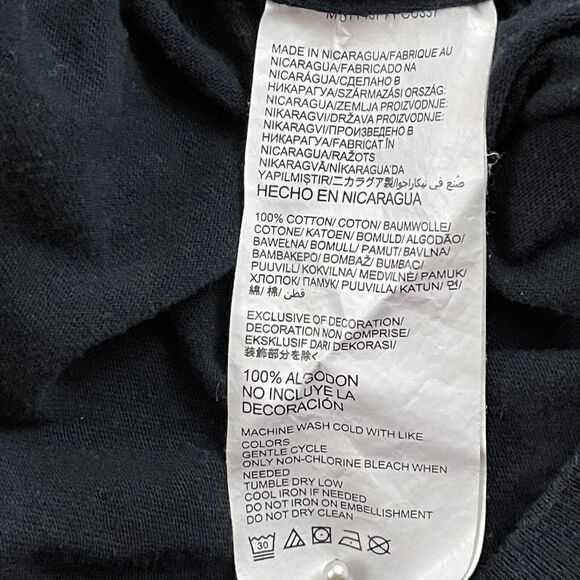 MADE IN NICARAGUA/FABRIQUE AU
NICARAGUA/FABRICADO NA
NICARÁGUA/СДЕЛАНО В
НИКАРАГУА/SZÁRMAZÁSI ORSZÁG:
NICARAGUA/ZEMLJA PROIZVODNJE:
NIKARAGVI/DRŽAVA PROIZVODNJE:
NIKARAGVI/ПРОИЗВЕДЕНО В
НИКАРАГУА/FABRICAT ÎN
NICARAGUA/RAŽOTS
NIKARAGVĀ/NİKARAGUA'DA
YAPILMIŞTIR/ニカラグア製/صنع في نيكاراجوا
HECHO EN NICARAGUA
100% COTTON/ COTON/ BAUMWOLLE/
COTONE/ KATOEN/ BOMULD/ ALGODÃO/
BAWEŁNA/ BOMULL/ PAMUT/ BAVLNA/
ΒΑΜΒΑΚΕΡΟ/ BOMBAŽ/ BUMBAC/
PUUVILL/ KOKVILNA/ MEDVILNĖ/ PAMUK/
ХЛОПОК/ ПАМУК/ PUUVILLA/ KATUN/ 면/
綿/ 棉/ قطن/
EXCLUSIVE OF DECORATION/
DECORATION NON COMPRISE/
EKSKLUSIF DARI DEKORASI/
装飾部分を除く
100% ALGODON
NO INCLUYE LA
DECORACIÓN
MACHINE WASH COLD WITH LIKE
COLORS
GENTLE CYCLE
ONLY NON-CHLORINE BLEACH WHEN
NEEDED
TUMBLE DRY LOW
COOL IRON IF NEEDED
DO NOT IRON ON EMBELLISHMENT
DO NOT DRY CLEAN
30